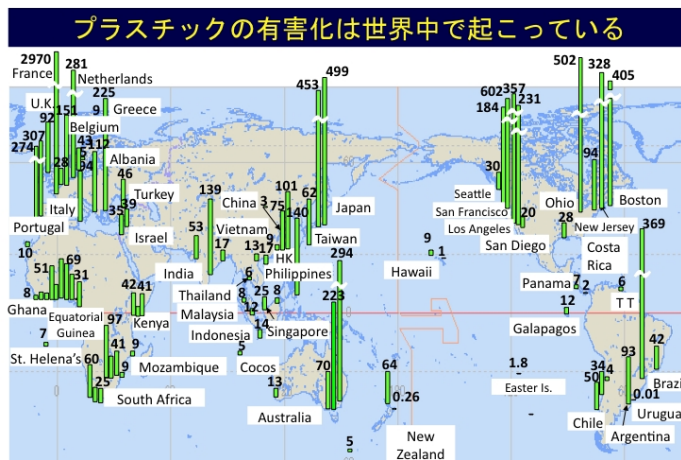 プラスチックの有害化は世界中で起こっている
2970 281
France Netherlands
225
U.K. 151 9 Greece
92
Belgium
307
274
43 112
28 94
Albania
46
Italy 35 39 Turkey
Portugal Israel
10
453 499
139 China 3 101
75 140 62
Japan
Vietnam
53 17 13 9 17
HK Taiwan
India Philippines 294
Thailand 6
Malaysia 8 25 8 223
12
Indonesia 14 Singapore
5
Cocos
13 70
Australia
64
0.26
New
Zealand
5
51 69
8 31
Ghana Equatorial
Guinea
42 41
Kenya
7 97
St. Helena's 60 41 9
9 Mozambique
25
South Africa
602 357
184 231
30
Seattle
San Francisco
Los Angeles 20
San Diego
9
1
Hawaii
502 328
405
94
Ohio Boston
28 New Jersey
Costa
Rica
369
Panama 7 2 6
T T
12
Galapagos
1.8
Easter Is.
34 4
50
93 42
Brazi
0.01
Urugua
Chile
Argentina